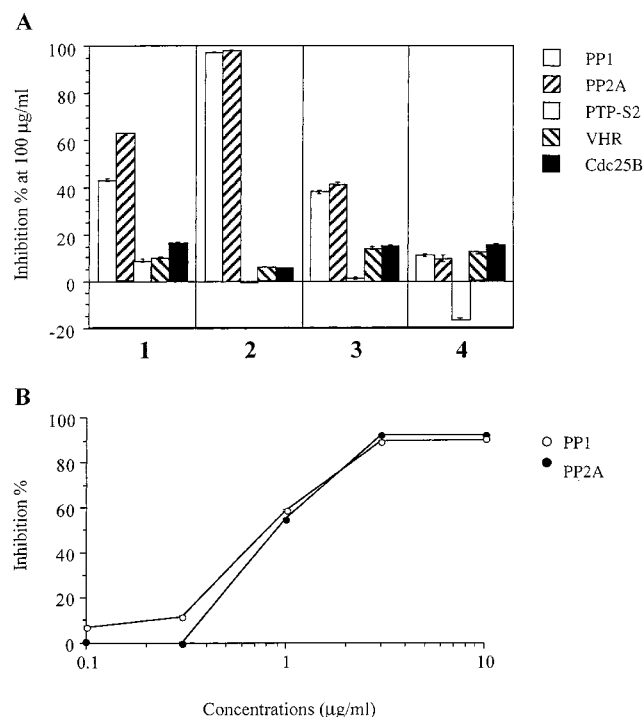 A
100
80
60
40
20
0
-20
Inhibition % at 100 μg/ml
1 2 3 4
PP1
PP2A
PTP-S2
VHR
Cdc25B
B
100
80
60
40
20
0
Inhibition %
0.1 1 10
Concentrations (μg/ml)
PP1
PP2A